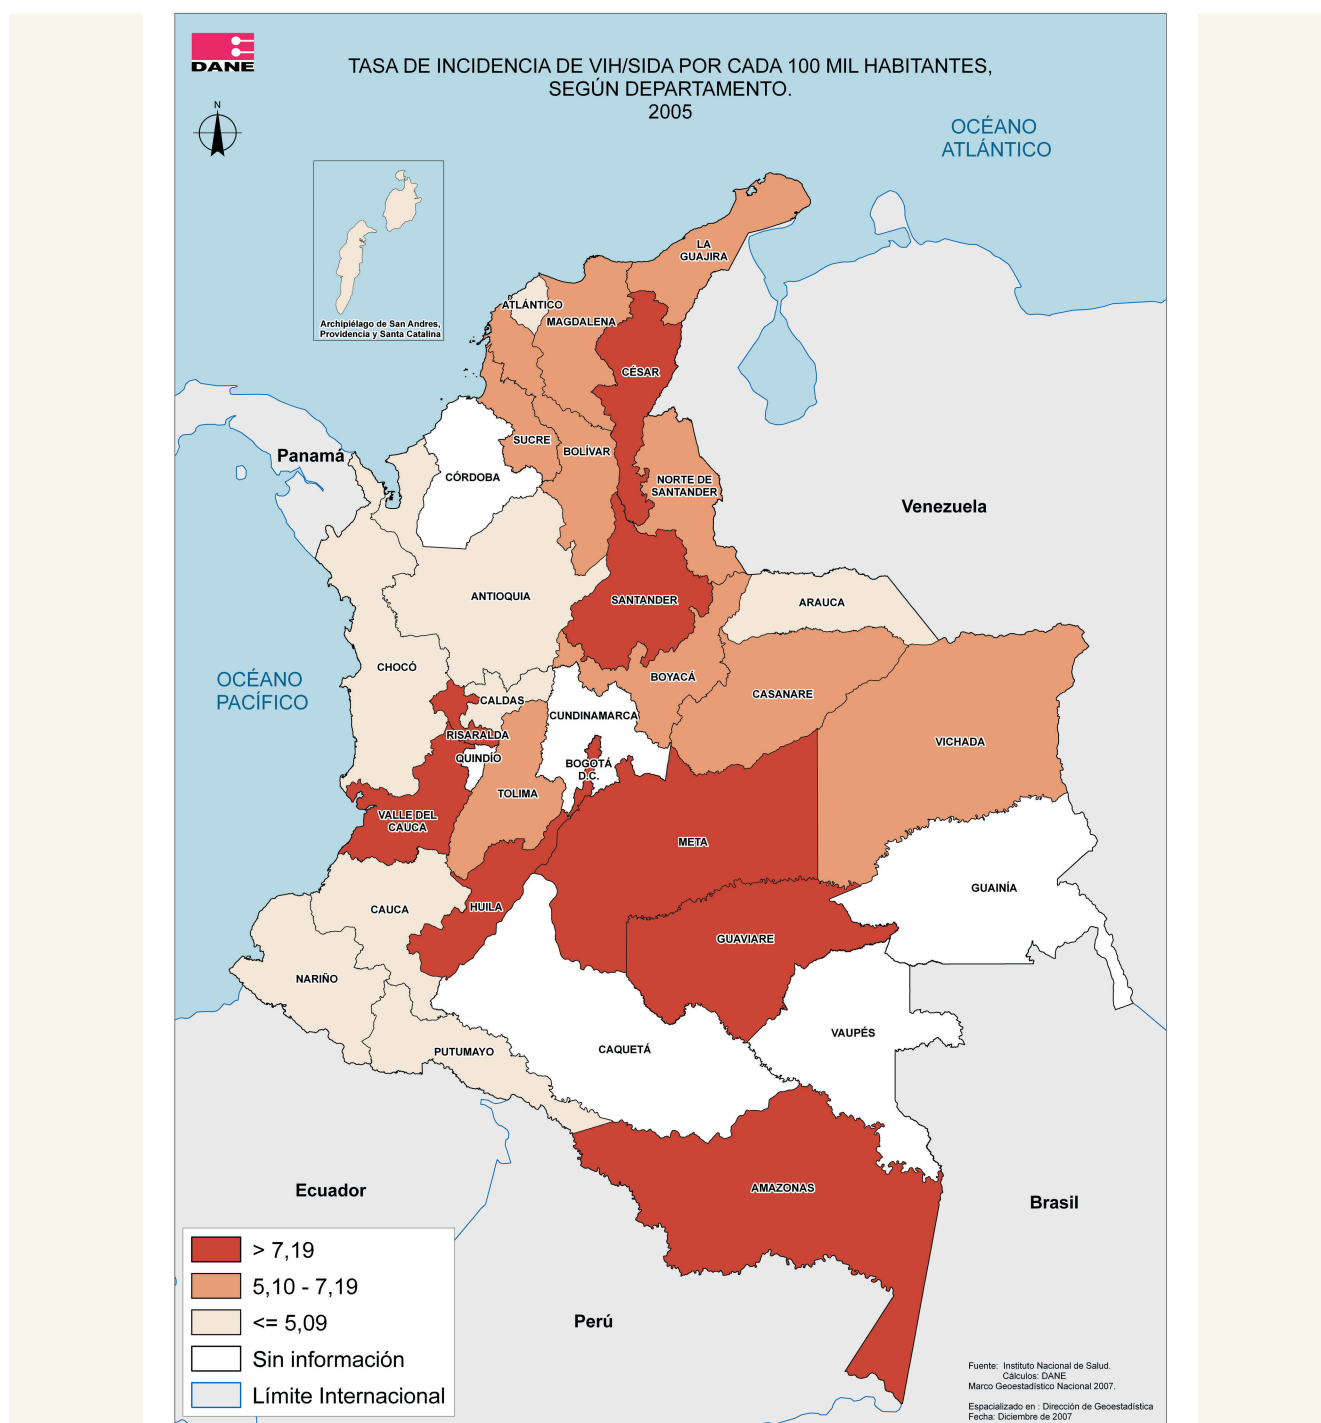 DANE
TASA DE INCIDENCIA DE VIH/SIDA POR CADA 100 MIL HABITANTES,
SEGÚN DEPARTAMENTO.
2005
N
OCÉANO
ATLÁNTICO
Archipiélago de San Andres,
Providencia y Santa Catalina
LA
GUAJIRA
ATLÁNTICO
MAGDALENA
CÉSAR
SUCRE
BOLÍVAR
Panamá
CÓRDOBA
NORTE DE
SANTANDER
Venezuela
ANTIOQUIA
SANTANDER
ARAUCA
OCÉANO
PACÍFICO
CHOCÓ
BOYACÁ
CASANARE
CALDAS
CUNDINAMARCA
RISARALDA
VICHADA
QUINDÍO
BOGOTÁ
D.C.
TOLIMA
VALLE DEL
CAUCA
META
GUAINÍA
CAUCA
HUILA
GUAVIARE
NARIÑO
VAUPÉS
PUTUMAYO
CAQUETÁ
AMAZONAS
Ecuador
Brasil
Perú
> 7,19
5,10 - 7,19
<= 5,09
Sin información
Límite Internacional
Fuente: Instituto Nacional de Salud.
Cálculos: DANE
Marco Geoestadístico Nacional 2007.
Espacializado en : Dirección de Geoestadística
Fecha: Diciembre de 2007